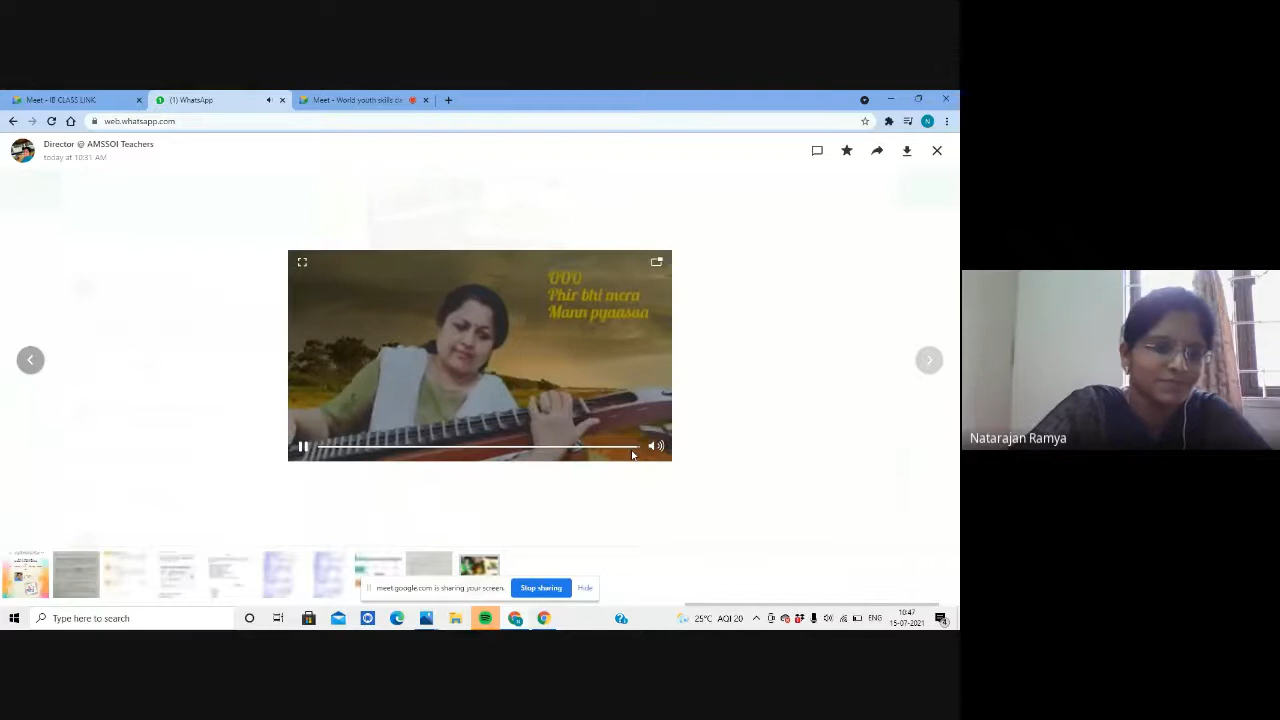 Meet - IB CLASS LINK
(1) WhatsApp
Meet - World youth skills da
web.whatsapp.com
Director @ AMSSOI Teachers
today at 10:31 AM
OOO
Phir bhi mera
Mann pyaasaa
Natarajan Ramya
meet.google.com is sharing your screen.
Stop sharing
Hide
Type here to search
25°C AQI 20
ENG
10:47
15-07-2021